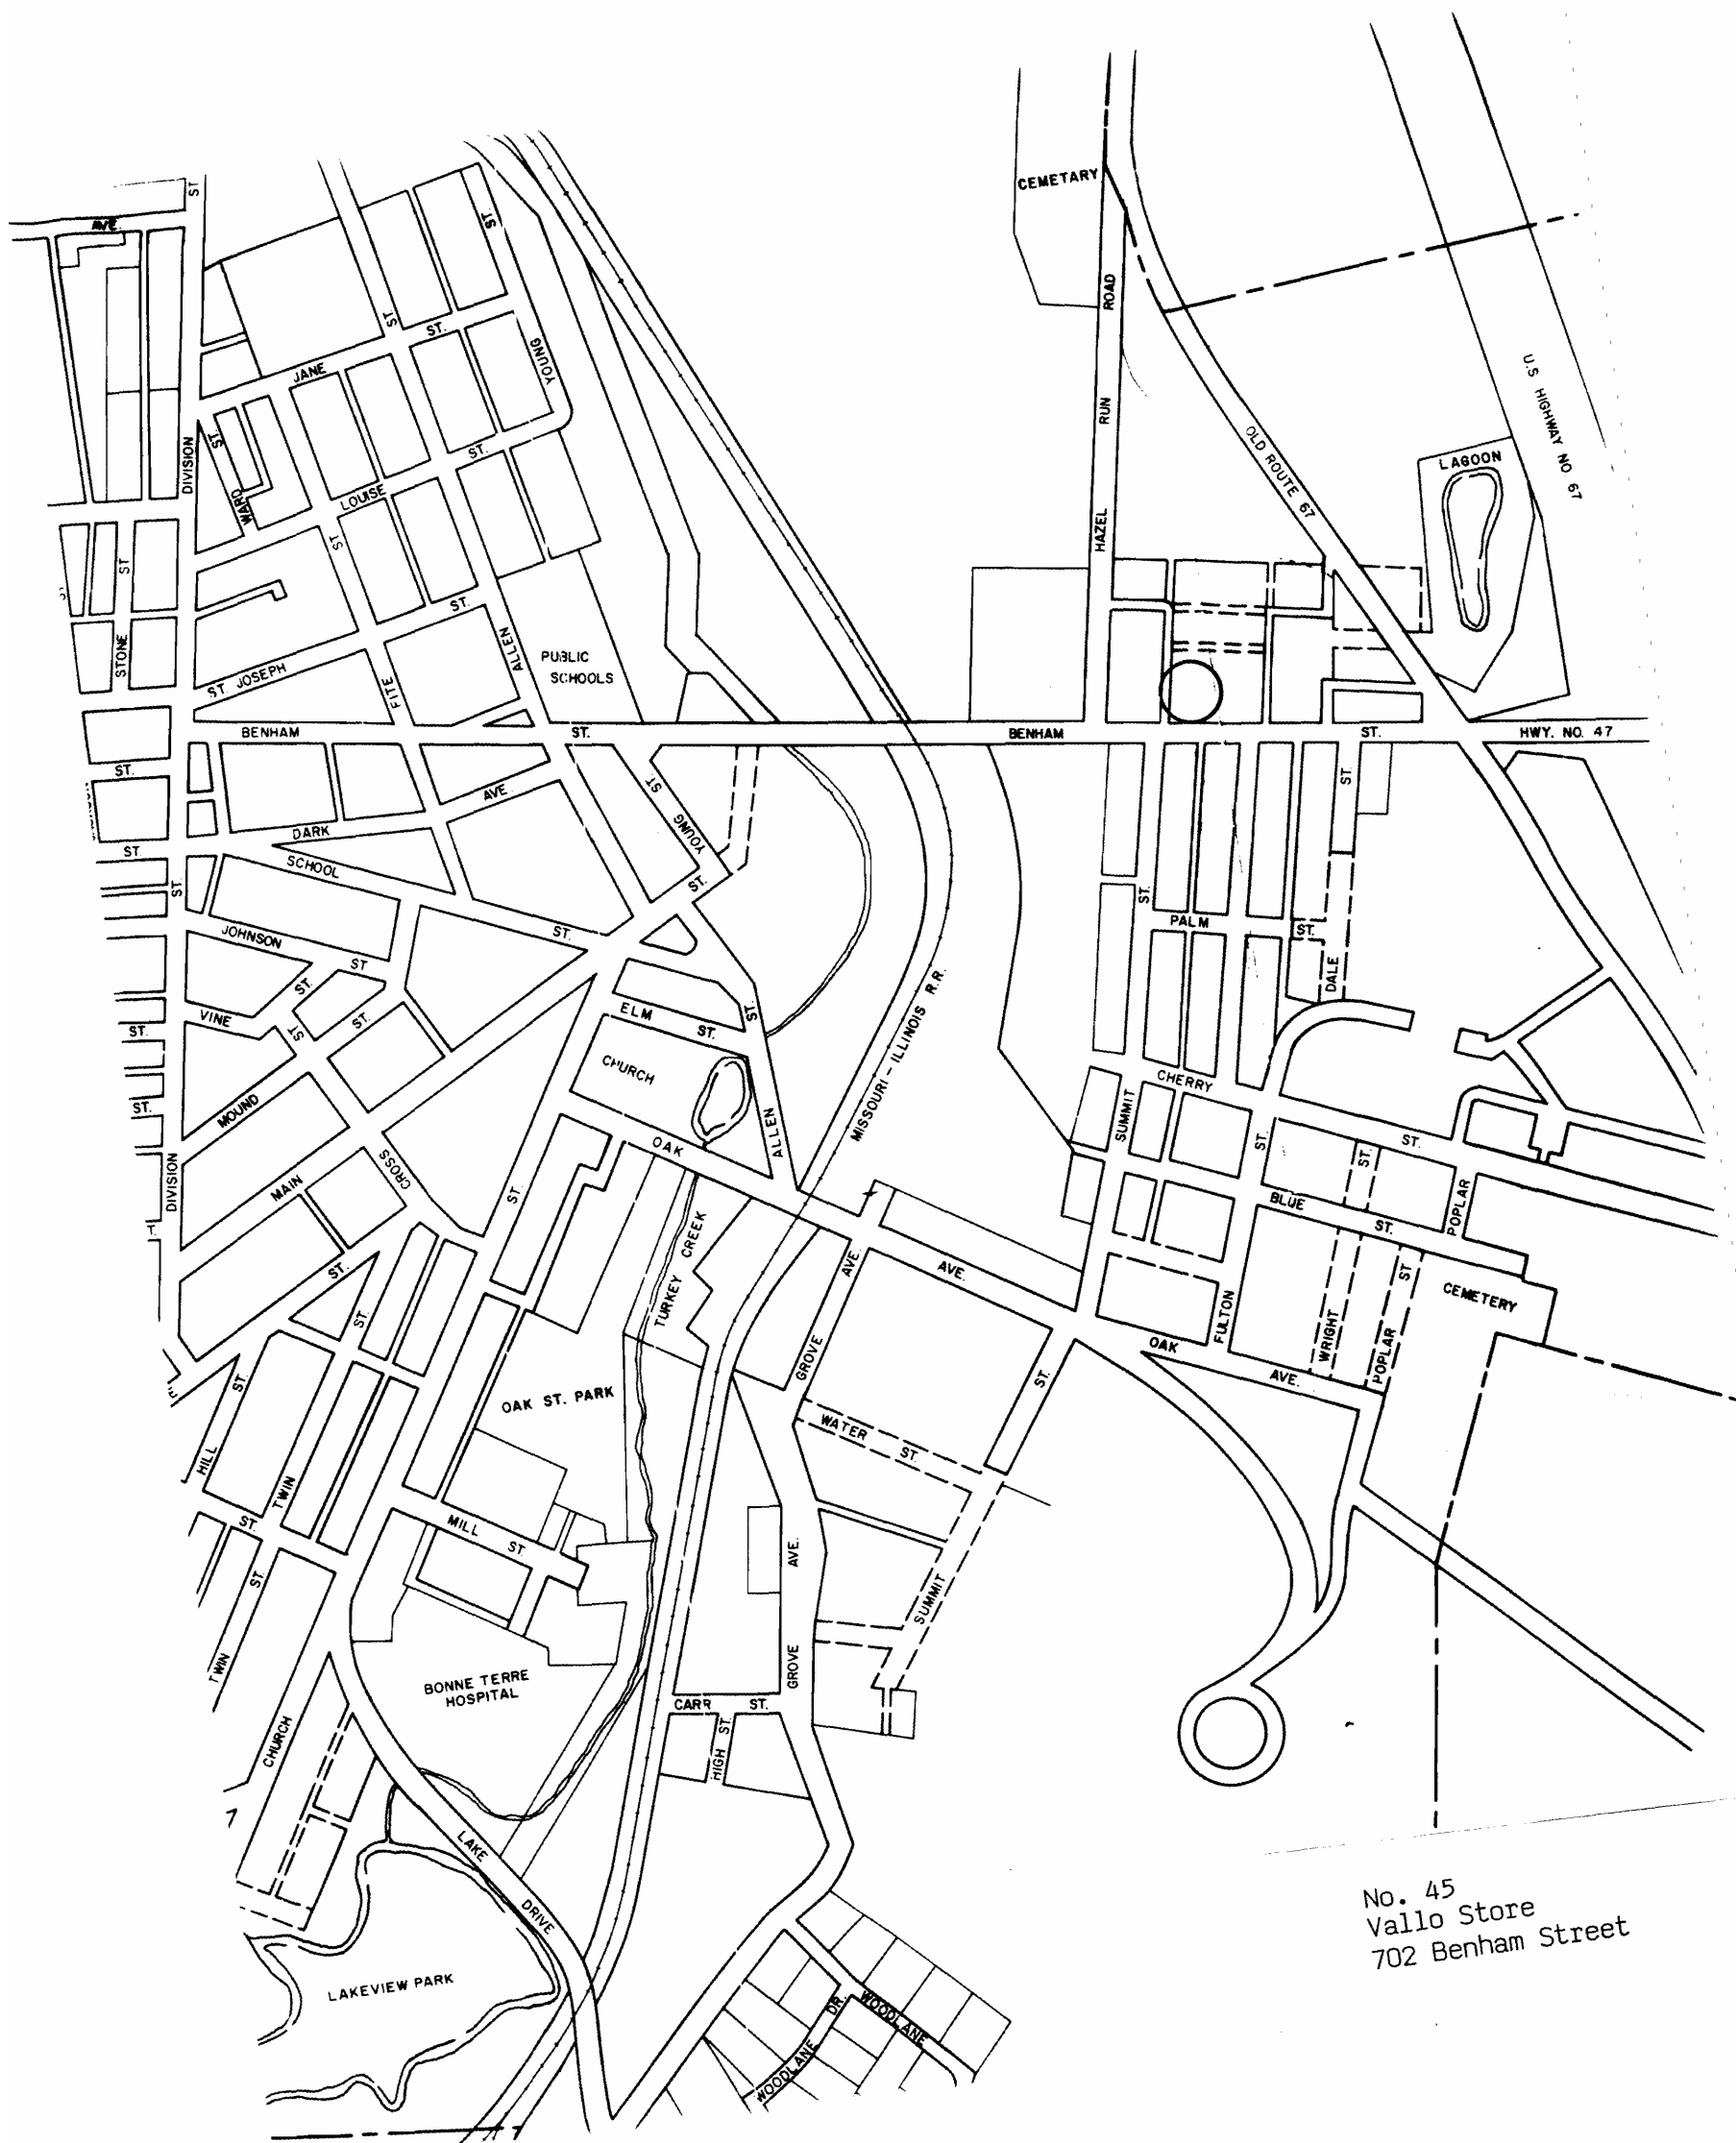 CEMETARY
ST
AVE.
ST.
ROAD
ST
ST.
JANE
YOUNG
U.S HIGHWAY NO. 67
RUN
OLD ROUTE 67
DIVISION
ST
ST.
LAGOON
WARD
LOUISE
HAZEL
ST
ST
ST.
STONE
ST. JOSEPH
FITE
ALLEN
PUBLIC
SCHOOLS
BENHAM
ST.
BENHAM
ST.
HWY. NO. 47
ST.
AVE.
ST.
ST.
YOUNG
DARK
ST.
SCHOOL
ST.
ST.
ST.
PALM
ST.
JOHNSON
ST
ST.
ST.
DALE
VINE
ST
ST.
ELM
ST.
ST.
MISSOURI-ILLINOIS R.R.
ST.
CHURCH
CHERRY
ST.
MOUND
ALLEN
SUMMIT
ST.
ST.
OAK
ST.
DIVISION
CROSS
MAIN
ST.
BLUE
ST.
POPLAR
TURKEY CREEK
ST.
AVE.
AVE.
ST
CEMETERY
ST.
GROVE
FULTON
WRIGHT
POPLAR
OAK
AVE.
ST.
OAK ST. PARK
ST.
WATER
ST.
HILL
TWIN
ST.
MILL
ST.
AVE.
ST.
SUMMIT
TWIN
GROVE
BONNE TERRE
HOSPITAL
CARR
ST.
CHURCH
HIGH ST.
LAKE
DRIVE
LAKEVIEW PARK
WOODLANE
DR.
WOODLANE
No. 45
Vallo Store
702 Benham Street